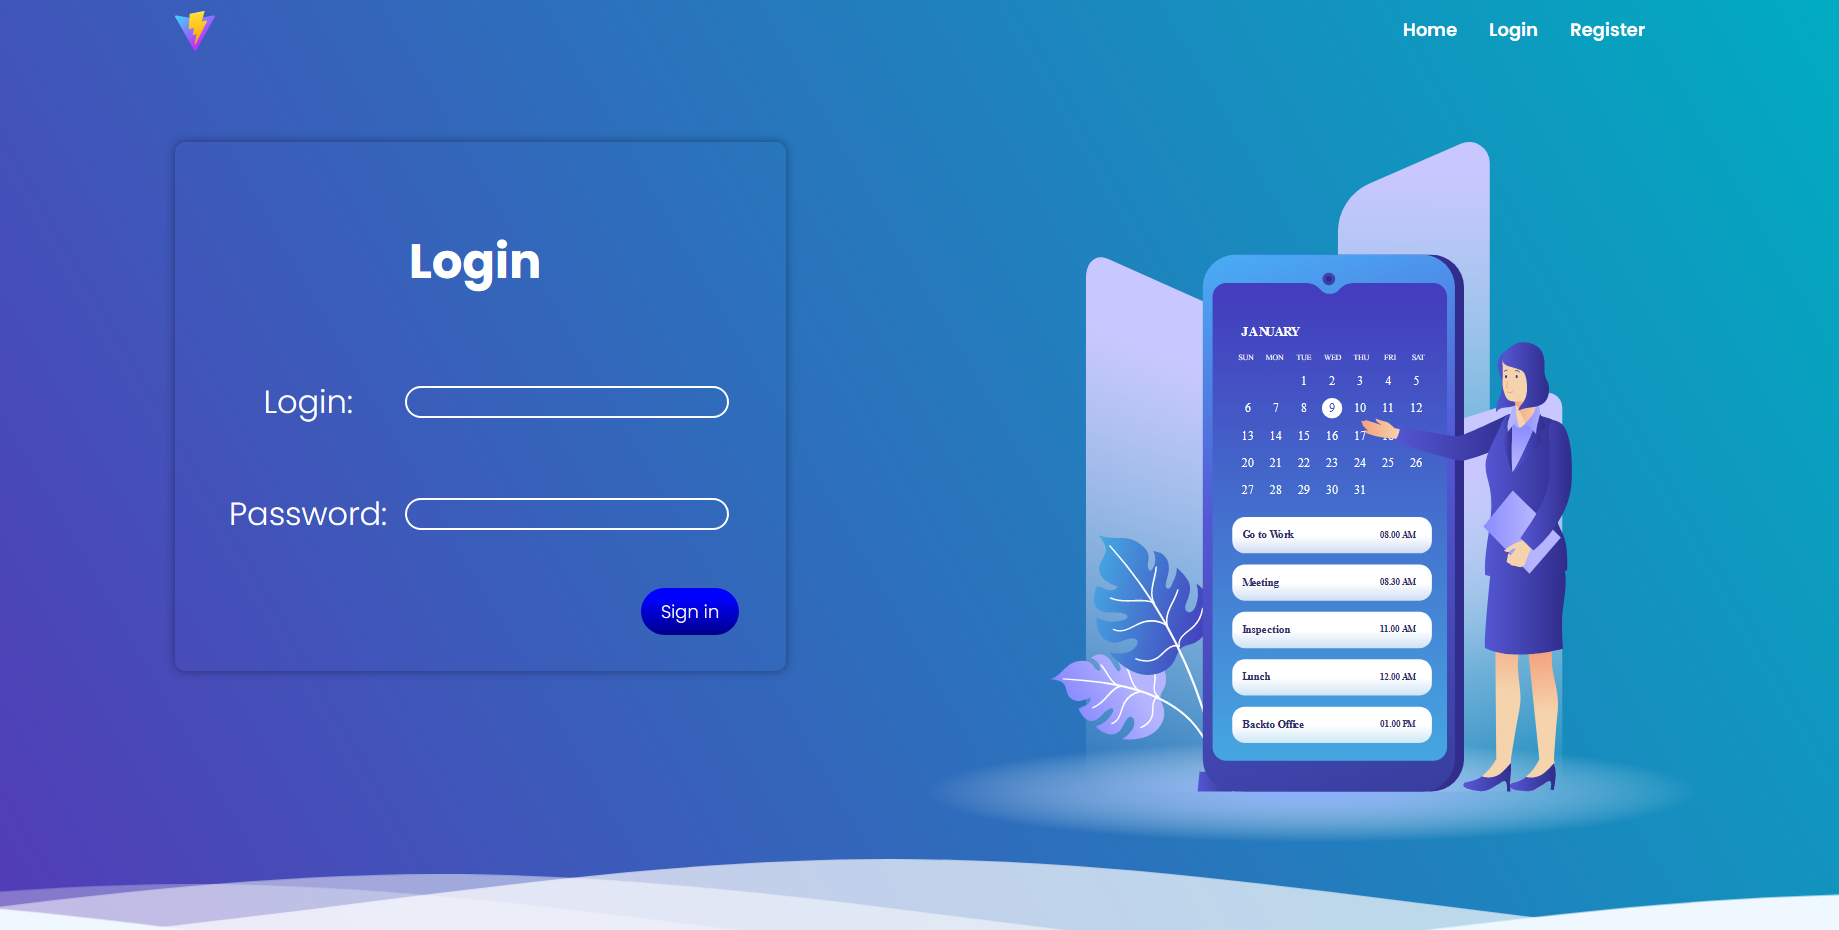 Home Login Register
Login
Login:
Password:
Sign in
JANUARY
SUN MON TUE WED THU FRI SAT
1 2 3 4 5
6 7 8 9 10 11 12
13 14 15 16 17
20 21 22 23 24 25 26
27 28 29 30 31
Go to Work 08.00 AM
Meeting 08.30 AM
Inspection 11.00 AM
Lunch 12.00 AM
Backto Office 01.00 PM